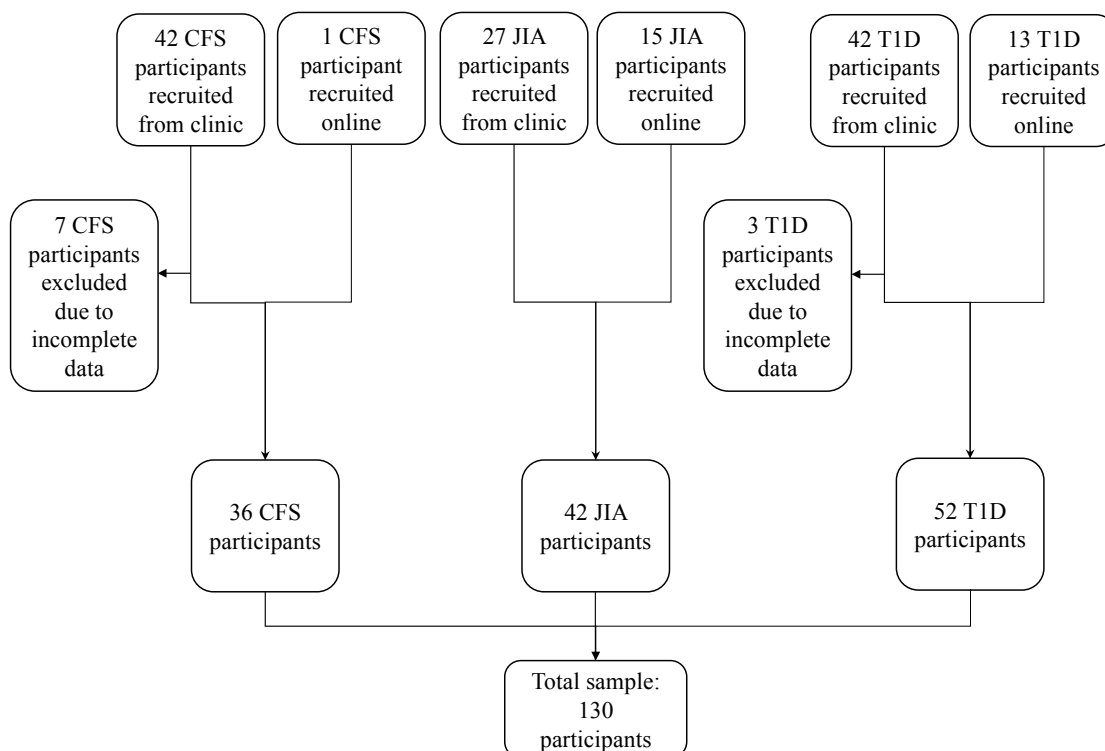 42 CFS
participants
recruited
from clinic
1 CFS
participant
recruited
online
27 JIA
participants
recruited
from clinic
15 JIA
participants
recruited
online
42 T1D
participants
recruited
from clinic
13 T1D
participants
recruited
online
7 CFS
participants
excluded
due to
incomplete
data
3 T1D
participants
excluded
due to
incomplete
data
36 CFS
participants
42 JIA
participants
52 T1D
participants
Total sample:
130
participants